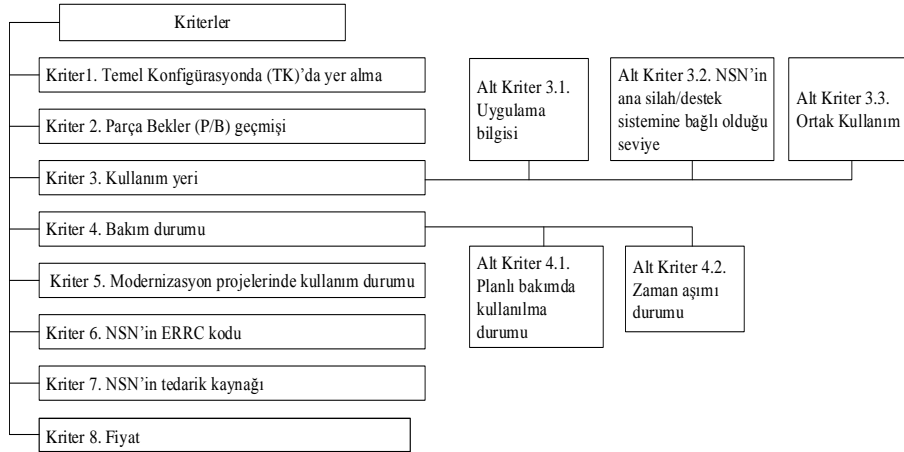 Kriterler
Kriter1. Temel Konfigürasyonda (TK)'da yer alma
Kriter 2. Parça Bekler (P/B) geçmişi
Kriter 3. Kullanım yeri
Kriter 4. Bakım durumu
Kriter 5. Modernizasyon projelerinde kullanım durumu
Kriter 6. NSN'in ERRC kodu
Kriter 7. NSN'in tedarik kaynağı
Kriter 8. Fiyat
Alt Kriter 3.1.
Uygulama
bilgisi
Alt Kriter 3.2. NSN'in
ana silah/destek
sistemine bağlı olduğu
seviye
Alt Kriter 3.3.
Ortak Kullanım
Alt Kriter 4.1.
Planlı bakımda
kullanılma
durumu
Alt Kriter 4.2.
Zaman aşımı
durumu